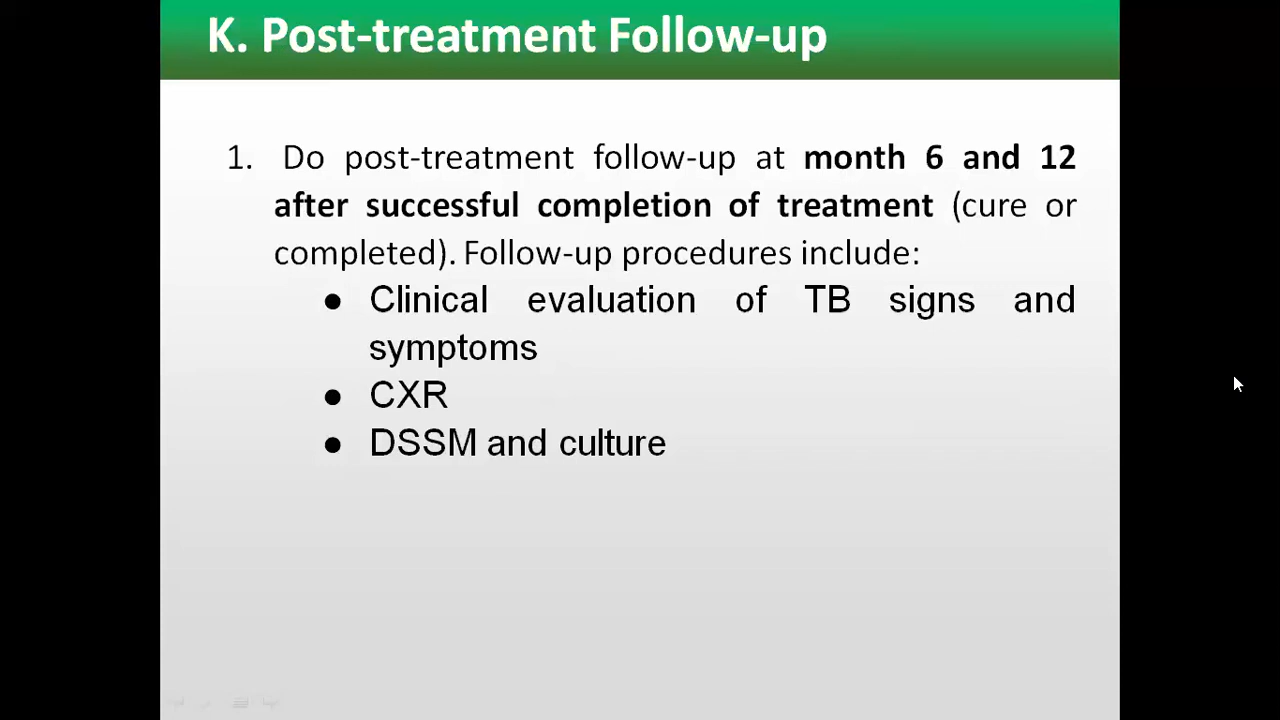 K. Post-treatment Follow-up
1. Do post-treatment follow-up at month 6 and 12
after successful completion of treatment (cure or
completed). Follow-up procedures include:
● Clinical evaluation of TB signs and
symptoms
● CXR
● DSSM and culture